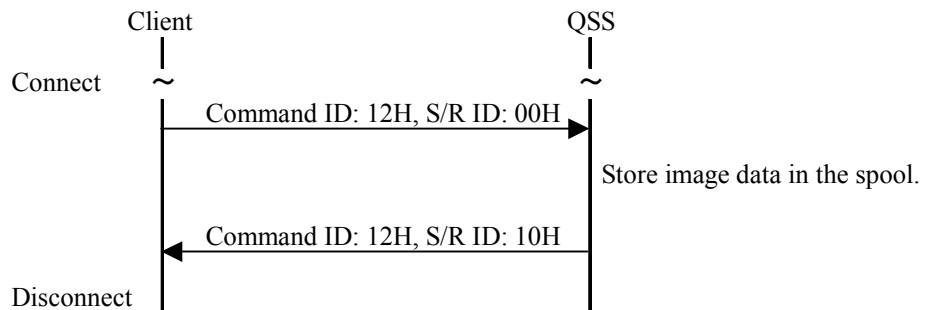 Client QSS
Connect ~ ~
Command ID: 12H, S/R ID: 00H
Store image data in the spool.
Command ID: 12H, S/R ID: 10H
Disconnect